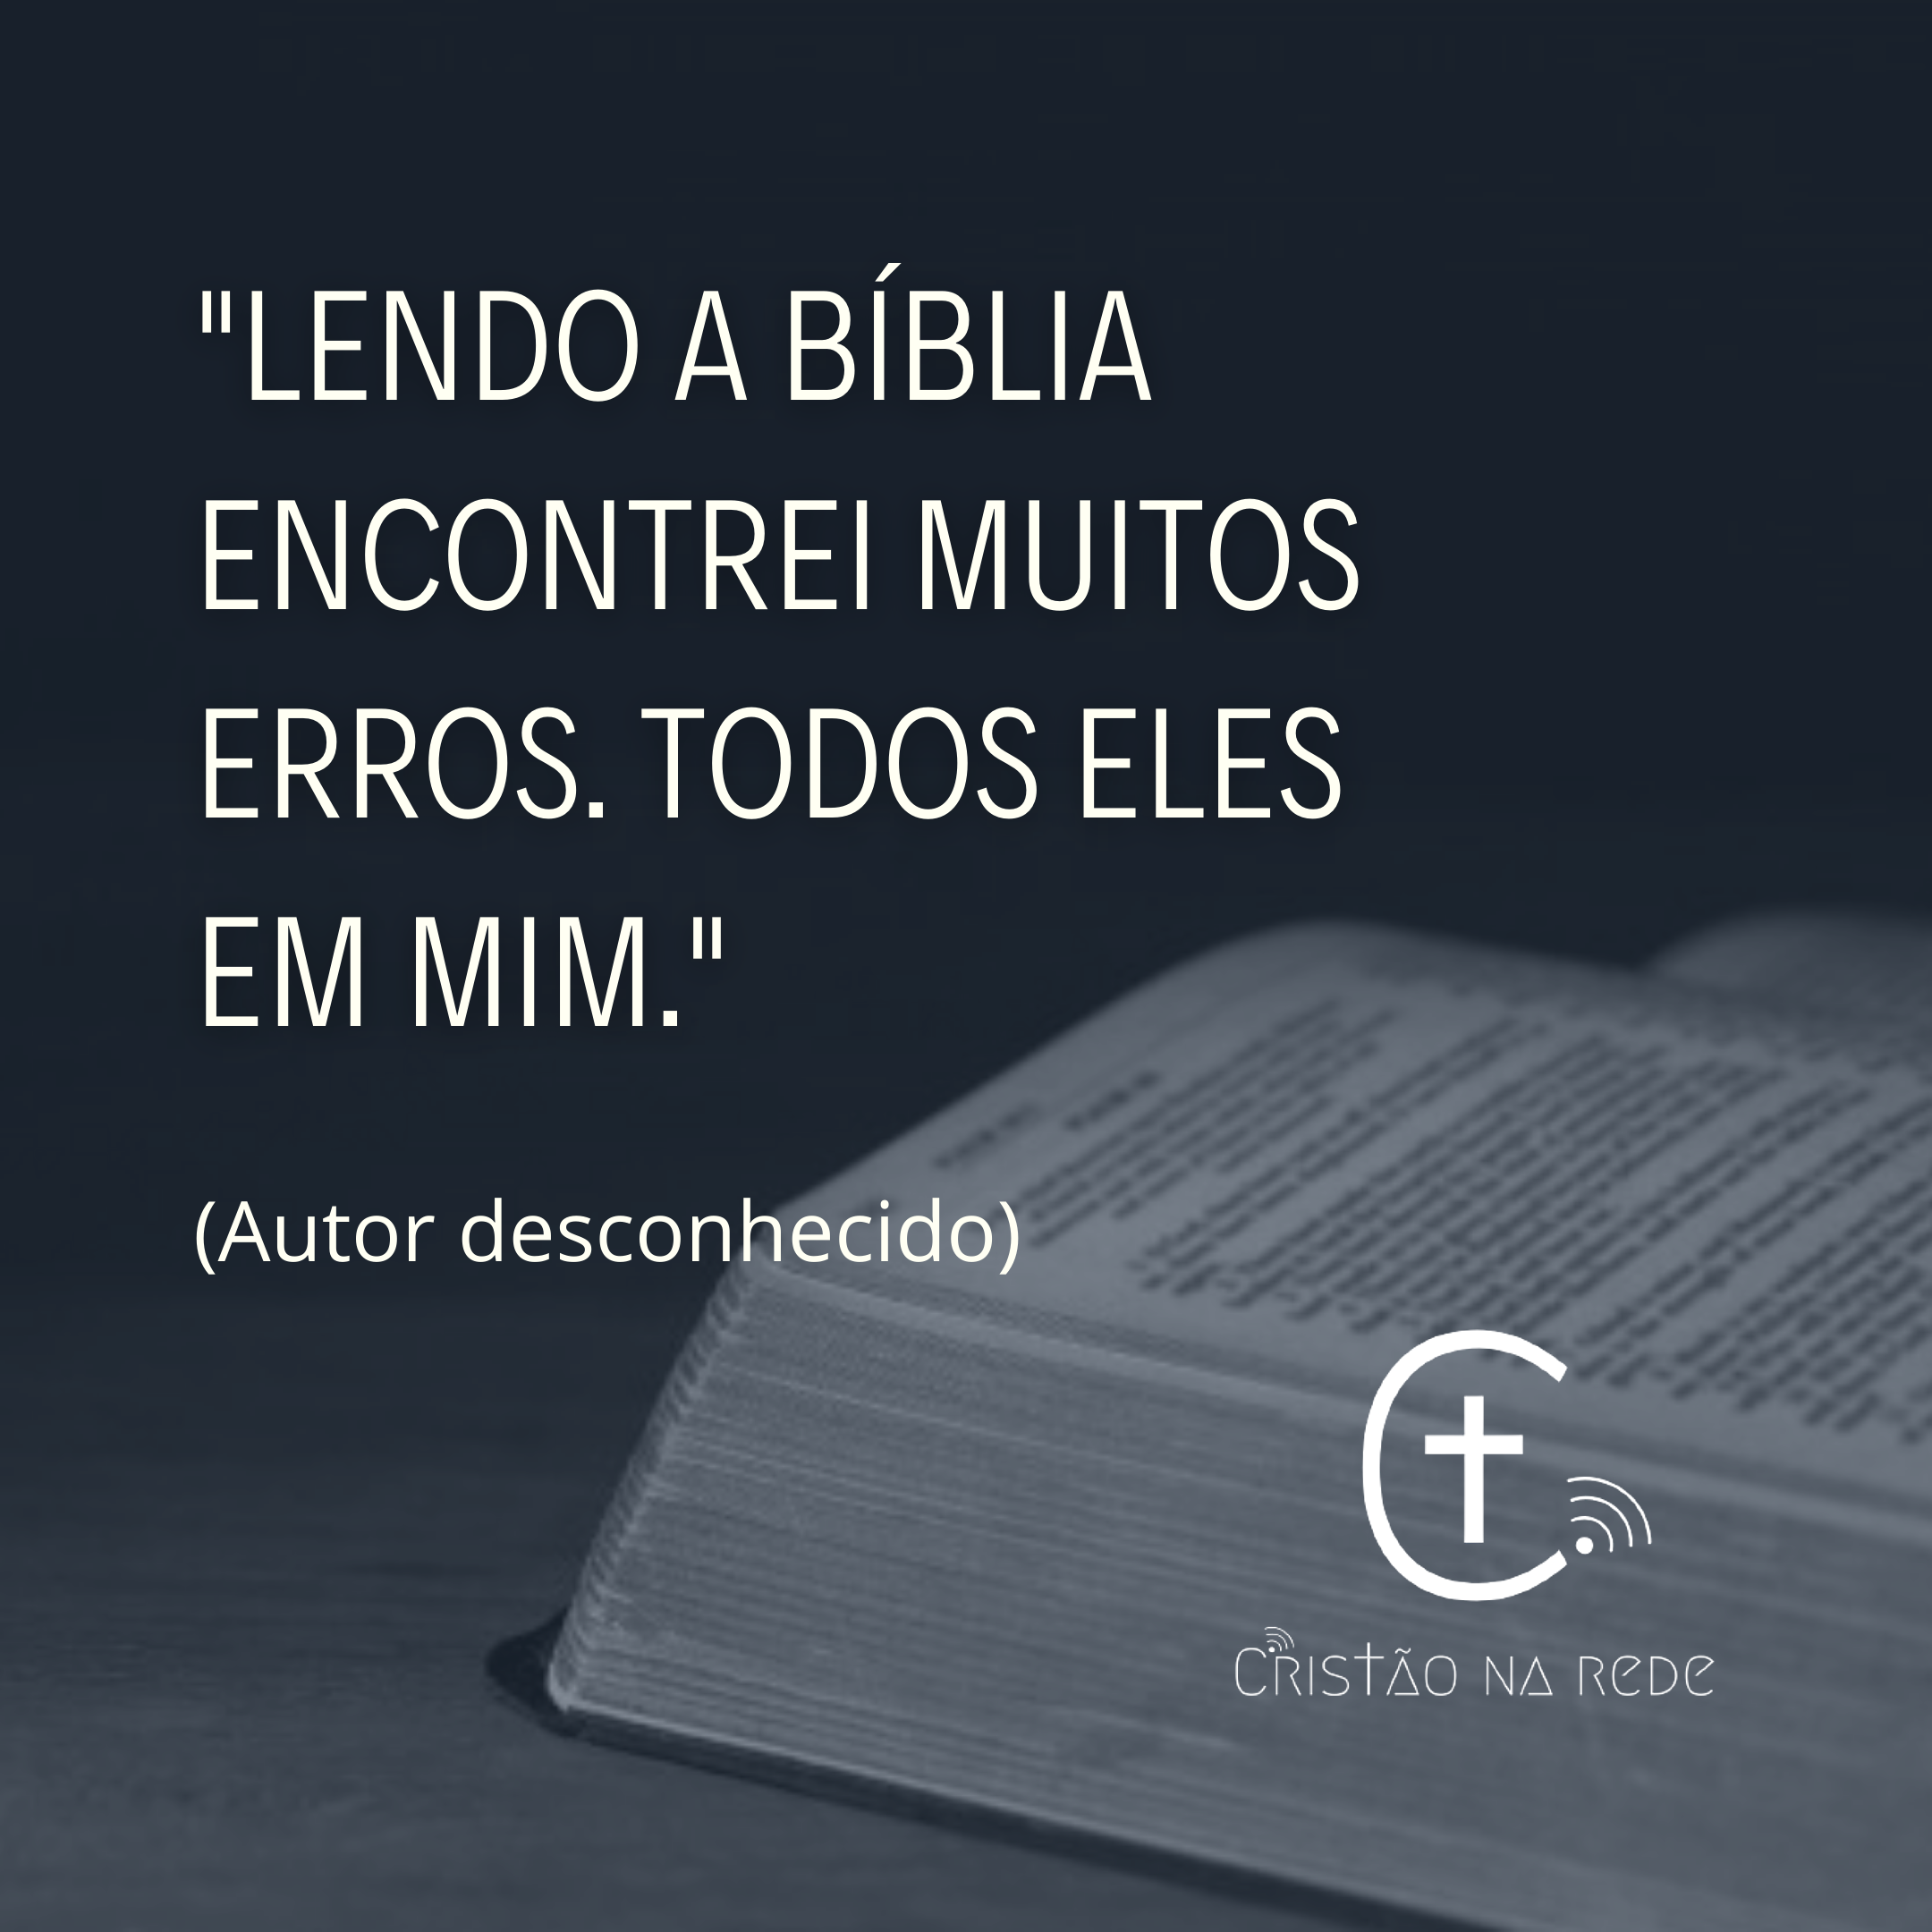 "LENDO A BÍBLIA
ENCONTREI MUITOS
ERROS. TODOS ELES
EM MIM."
(Autor desconhecido)
CRISTÃO NA REDE